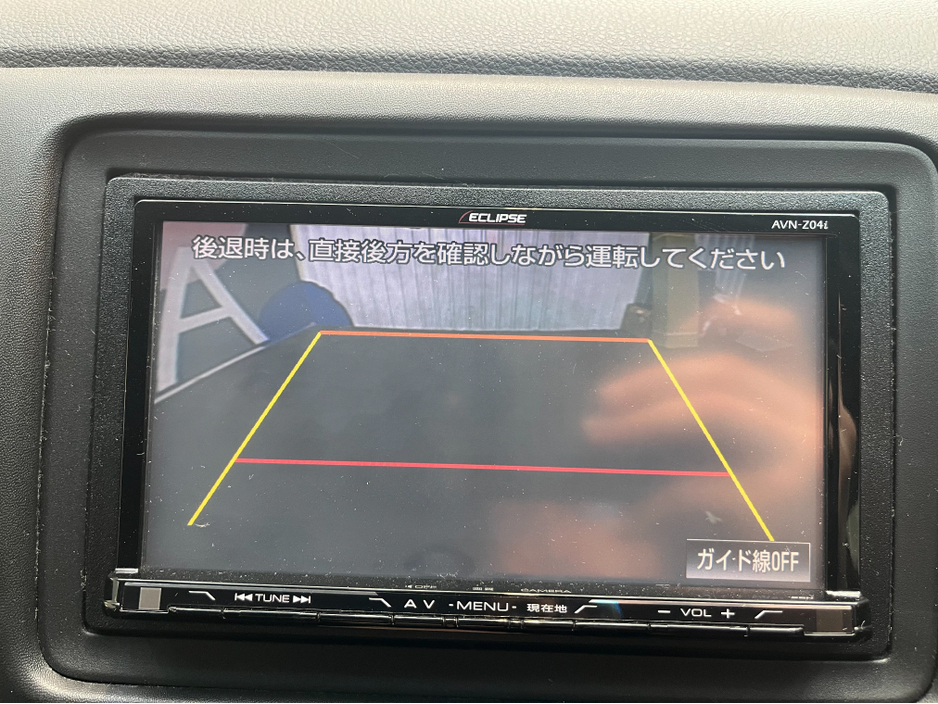 ECLIPSE
AVN-Z04i
後退時は、直接後方を確認しながら運転してください
ガイド線OFF
TUNE
AV
-MENU-
現在地
− VOL +
CAMERA